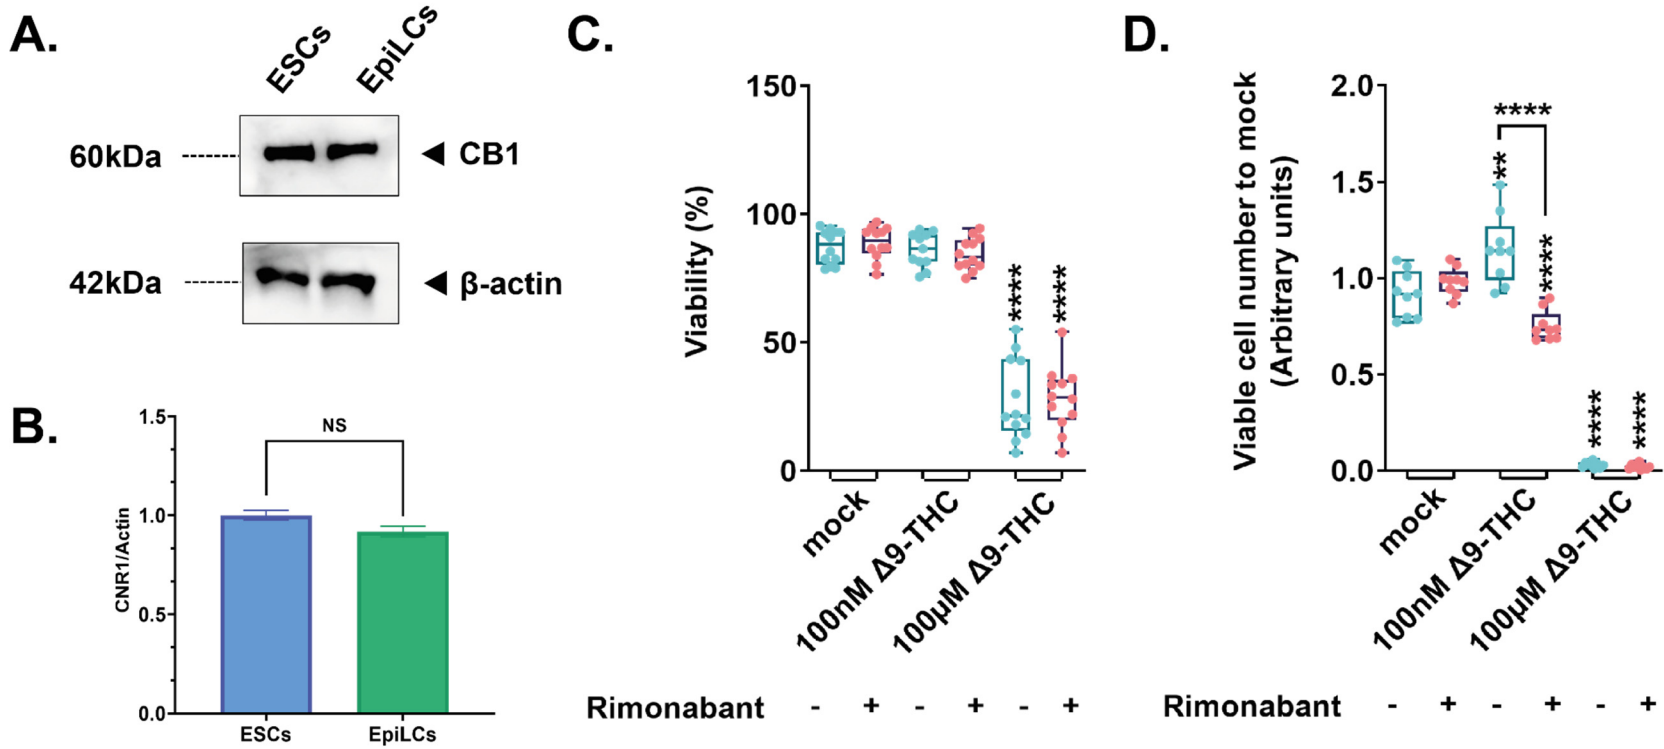 A.
ESCs
EpiLCs
60kDa
CB1
42kDa
β-actin
B.
1.5
1.0
0.5
0.0
CNR1/Actin
NS
ESCs
EpiLCs
C.
150
100
50
0
Viability (%)
****
****
mock
100nM Δ9-THC
100μM Δ9-THC
Rimonabant - + - + - +
D.
2.0
1.5
1.0
0.5
0.0
Viable cell number to mock
(Arbitrary units)
****
**
****
****
****
mock
100nM Δ9-THC
100μM Δ9-THC
Rimonabant - + - + - +